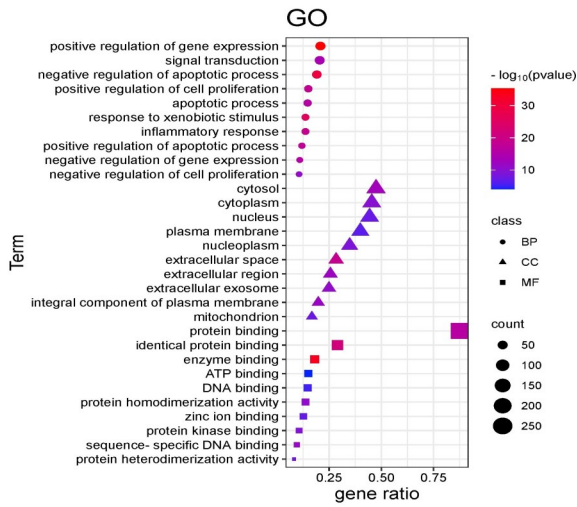 GO
positive regulation of gene expression
signal transduction
negative regulation of apoptotic process
positive regulation of cell proliferation
apoptotic process
response to xenobiotic stimulus
inflammatory response
positive regulation of apoptotic process
negative regulation of gene expression
negative regulation of cell proliferation
cytosol
cytoplasm
nucleus
plasma membrane
nucleoplasm
extracellular space
extracellular region
extracellular exosome
integral component of plasma membrane
mitochondrion
protein binding
identical protein binding
enzyme binding
ATP binding
DNA binding
protein homodimerization activity
zinc ion binding
protein kinase binding
sequence- specific DNA binding
protein heterodimerization activity
Term
0.25 0.50 0.75
gene ratio
- log10(pvalue)
30
20
10
class
BP
CC
MF
count
50
100
150
200
250